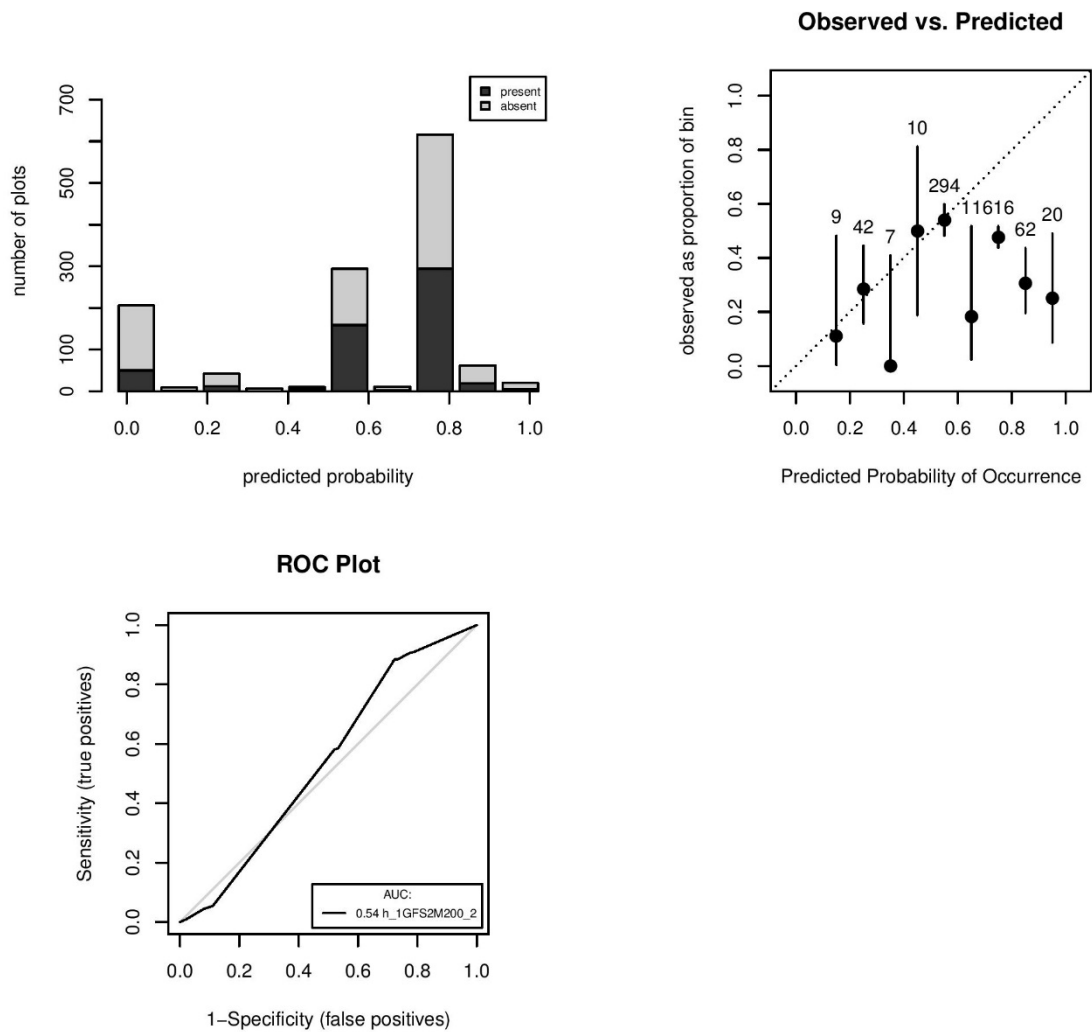 present
absent
700
500
300
100
0
number of plots
0.0 0.2 0.4 0.6 0.8 1.0
predicted probability
Observed vs. Predicted
1.0
0.8
0.6
0.4
0.2
0.0
observed as proportion of bin
9
42
7
10
294
11
616
62
20
0.0 0.2 0.4 0.6 0.8 1.0
Predicted Probability of Occurrence
ROC Plot
1.0
0.8
0.6
0.4
0.2
0.0
Sensitivity (true positives)
AUC:
0.54 h_1GFS2M200_2
0.0 0.2 0.4 0.6 0.8 1.0
1−Specificity (false positives)